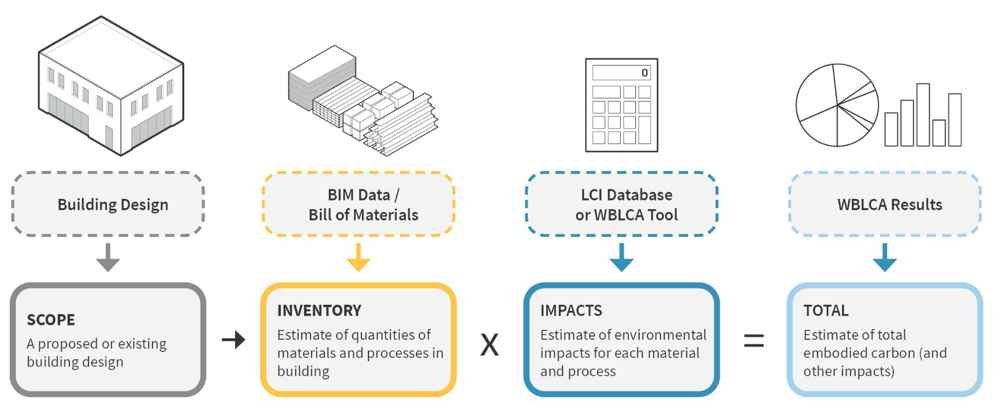 0
Building Design
BIM Data /
Bill of Materials
LCI Database
or WBLCA Tool
WBLCA Results
SCOPE
A proposed or existing
building design
INVENTORY
Estimate of quantities of
materials and processes in
building
X
IMPACTS
Estimate of environmental
impacts for each material
and process
=
TOTAL
Estimate of total
embodied carbon (and
other impacts)